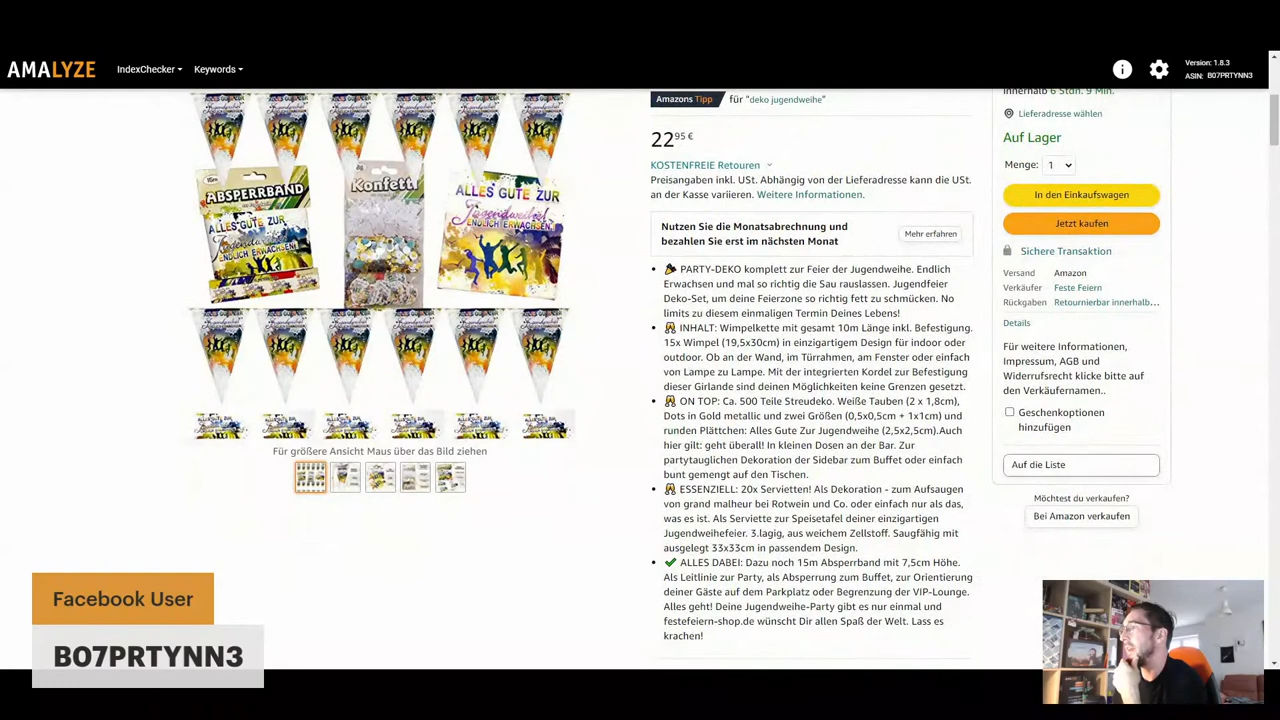 AMALYZE
IndexChecker
Keywords
Version: 1.8.3
ASIN: B07PRTYNN3
ABSPERRBAND
ALLES GUTE ZUR
ENDLICH ERWACHSEN!
Konfetti
ALLES GUTE ZUR
Jugendweihe!
ENDLICH ERWACHSEN!
Für größere Ansicht Maus über das Bild ziehen
Amazons Tipp für "deko jugendweihe"
22 95 €
KOSTENFREIE Retouren
Preisangaben inkl. USt. Abhängig von der Lieferadresse kann die USt.
an der Kasse variieren. Weitere Informationen.
Nutzen Sie die Monatsabrechnung und
bezahlen Sie erst im nächsten Monat
Mehr erfahren
PARTY-DEKO komplett zur Feier der Jugendweihe. Endlich
Erwachsen und mal so richtig die Sau rauslassen. Jugendfeier
Deko-Set, um deine Feierzone so richtig fett zu schmücken. No
limits zu diesem einmaligen Termin Deines Lebens!
INHALT: Wimpelkette mit gesamt 10m Länge inkl. Befestigung.
15x Wimpel (19,5x30cm) in einzigartigem Design für indoor oder
outdoor. Ob an der Wand, im Türrahmen, am Fenster oder einfach
von Lampe zu Lampe. Mit der integrierten Kordel zur Befestigung
dieser Girlande sind deinen Möglichkeiten keine Grenzen gesetzt.
ON TOP: Ca. 500 Teile Streudeko. Weiße Tauben (2 x 1,8cm),
Dots in Gold metallic und zwei Größen (0,5x0,5cm + 1x1cm) und
runden Plättchen: Alles Gute Zur Jugendweihe (2,5x2,5cm).Auch
hier gilt: geht überall! In kleinen Dosen an der Bar. Zur
partytauglichen Dekoration der Sidebar zum Buffet oder einfach
bunt gemengt auf den Tischen.
ESSENZIELL: 20x Servietten! Als Dekoration - zum Aufsaugen
von grand malheur bei Rotwein und Co. oder einfach nur als das,
was es ist. Als Serviette zur Speisetafel deiner einzigartigen
Jugendweihefeier. 3.lagig, aus weichem Zellstoff. Saugfähig mit
ausgelegt 33x33cm in passendem Design.
ALLES DABEI: Dazu noch 15m Absperrband mit 7,5cm Höhe.
Als Leitlinie zur Party, als Absperrung zum Buffet, zur Orientierung
deiner Gäste auf dem Parkplatz oder Begrenzung der VIP-Lounge.
Alles geht! Deine Jugendweihe-Party gibt es nur einmal und
festefeiern-shop.de wünscht Dir allen Spaß der Welt. Lass es
krachen!
innerhalb 6 Stdn. 9 Min.
Lieferadresse wählen
Auf Lager
Menge: 1
In den Einkaufswagen
Jetzt kaufen
Sichere Transaktion
Versand Amazon
Verkäufer Feste Feiern
Rückgaben Retournierbar innerhalb...
Details
Für weitere Informationen,
Impressum, AGB und
Widerrufsrecht klicke bitte auf
den Verkäufernamen..
Geschenkoptionen
hinzufügen
Auf die Liste
Möchtest du verkaufen?
Bei Amazon verkaufen
Facebook User
B07PRTYNN3